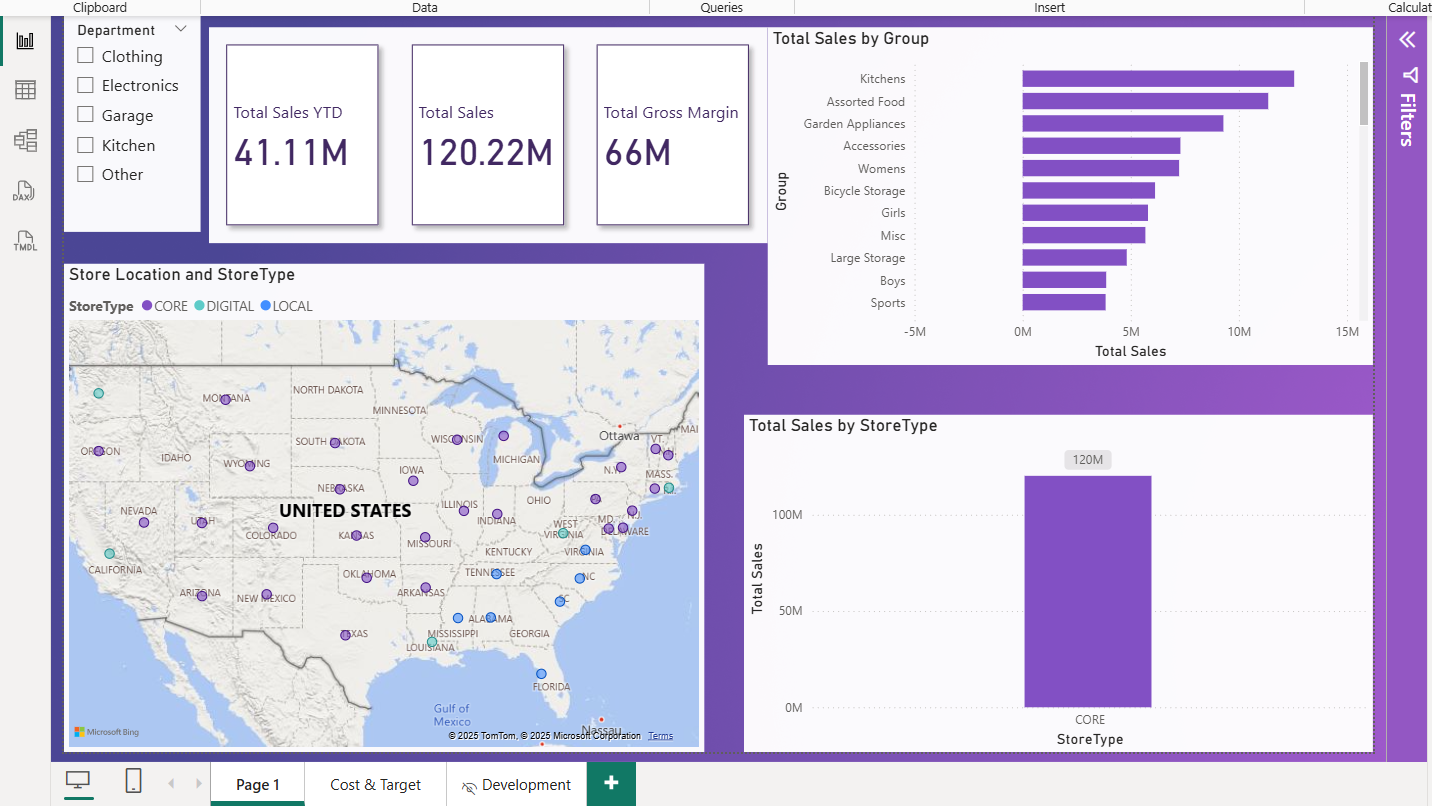 Clipboard
Data
Queries
Insert
Calculat
Department
Clothing
Electronics
Garage
Kitchen
Other
Total Sales YTD
41.11M
Total Sales
120.22M
Total Gross Margin
66M
Total Sales by Group
Group
Kitchens
Assorted Food
Garden Appliances
Accessories
Womens
Bicycle Storage
Girls
Misc
Large Storage
Boys
Sports
-5M 0M 5M 10M 15M
Total Sales
Filters
DAX
TMDL
Store Location and StoreType
StoreType CORE DIGITAL LOCAL
MONTANA
NORTH DAKOTA
MINNESOTA
Ottawa
VT.
MAI
OREGON
IDAHO
SOUTH DAKOTA
WISCONSIN
MICHIGAN
WYOMING
IOWA
N.Y.
MASS.
NEBRASKA
NEVADA
UTAH
UNITED STATES
ILLINOIS
INDIANA
OHIO
MD.
N.J.
COLORADO
KANSAS
MISSOURI
WEST
VIRGINIA
DELAWARE
CALIFORNIA
KENTUCKY
VIRGINIA
OKLAHOMA
TENNESSEE
NC
ARIZONA
NEW MEXICO
ARKANSAS
SC
TEXAS
MISSISSIPPI
ALABAMA
GEORGIA
LOUISIANA
FLORIDA
Gulf of
Mexico
Nassau
Microsoft Bing
© 2025 TomTom, © 2025 Microsoft Corporation Terms
Total Sales by StoreType
Total Sales
120M
100M
50M
0M
CORE
StoreType
Page 1
Cost & Target
Development
+